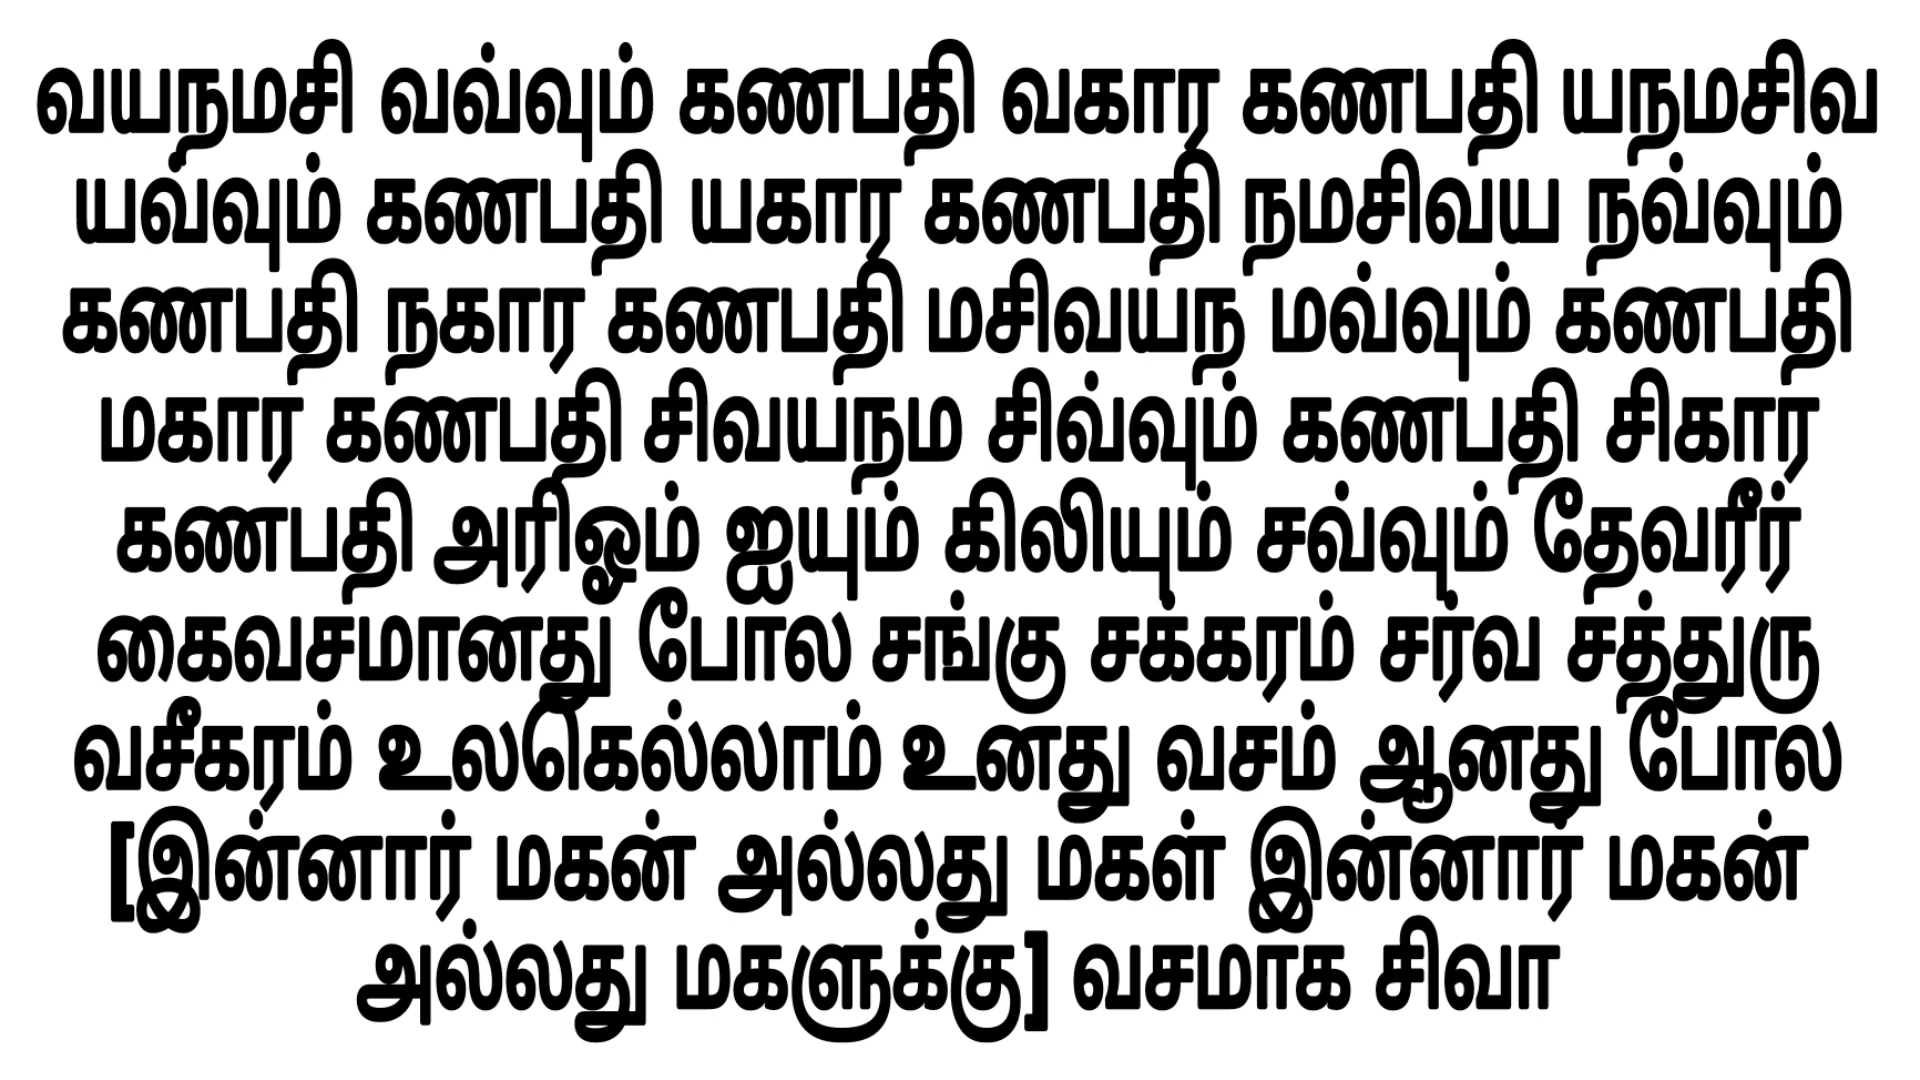 வயநமசி வவ்வும் கணபதி வகார கணபதி யநமசிவ
யவ்வும் கணபதி யகார கணபதி நமசிவய நவ்வும்
கணபதி நகார கணபதி மசிவயந மவ்வும் கணபதி
மகார கணபதி சிவயநம சிவ்வும் கணபதி சிகார
கணபதி அரிஓம் ஐயும் கிலியும் சவ்வும் தேவரீர்
கைவசமானது போல சங்கு சக்கரம் சர்வ சத்துரு
வசீகரம் உலகெல்லாம் உனது வசம் ஆனது போல
[இன்னார் மகன் அல்லது மகள் இன்னார் மகன்
அல்லது மகளுக்கு] வசமாக சிவா